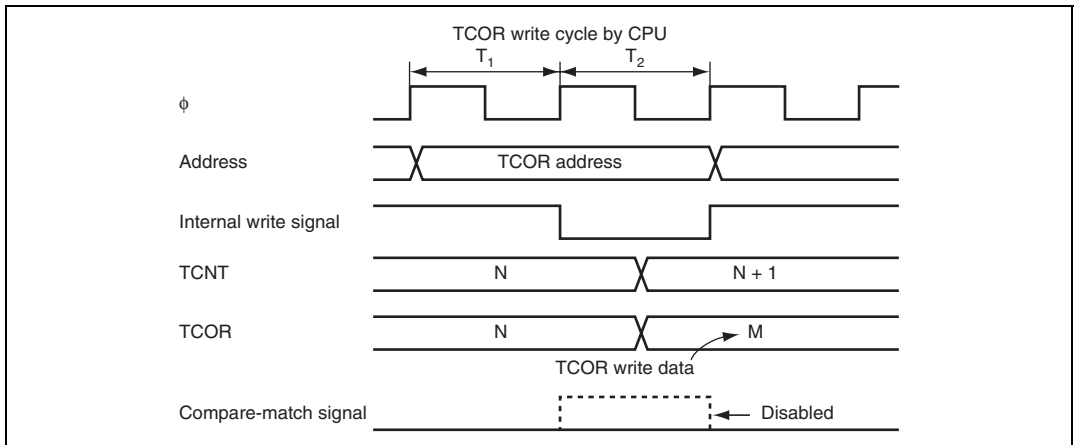 TCOR write cycle by CPU
T1 T2
φ
Address TCOR address
Internal write signal
TCNT N N + 1
TCOR N M
TCOR write data
Compare-match signal Disabled